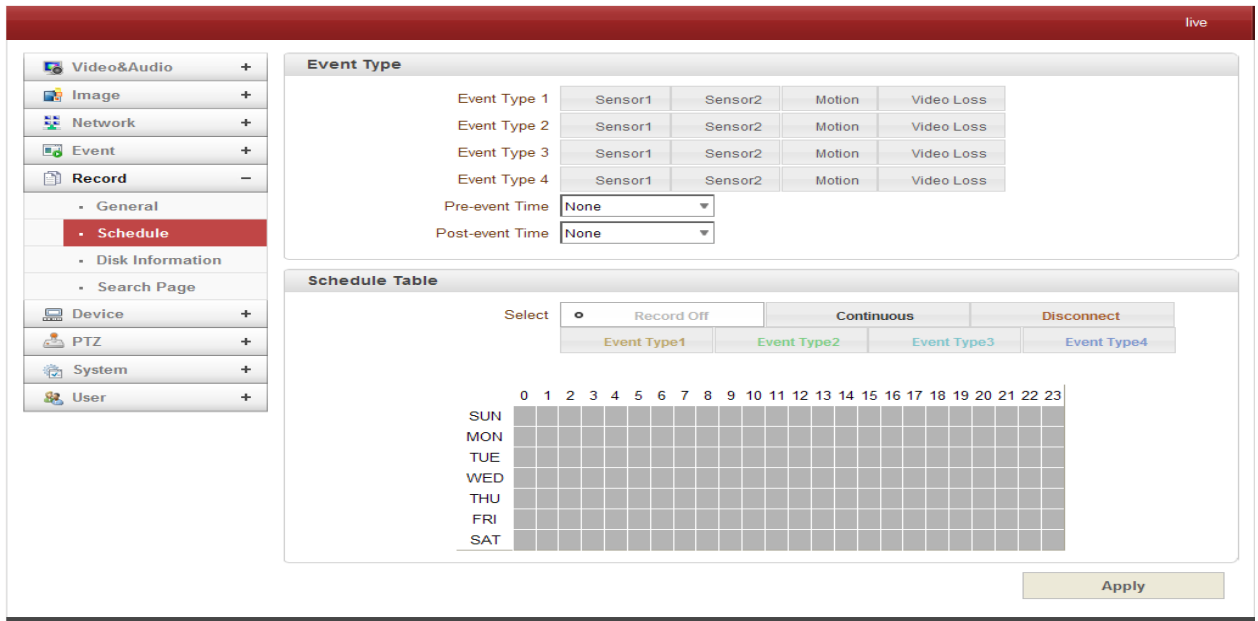 live
Video&Audio +
Image +
Network +
Event +
Record −
General
Schedule
Disk Information
Search Page
Device +
PTZ +
System +
User +
Event Type
Event Type 1 Sensor1 Sensor2 Motion Video Loss
Event Type 2 Sensor1 Sensor2 Motion Video Loss
Event Type 3 Sensor1 Sensor2 Motion Video Loss
Event Type 4 Sensor1 Sensor2 Motion Video Loss
Pre-event Time None
Post-event Time None
Schedule Table
Select Record Off Continuous Disconnect
Event Type1 Event Type2 Event Type3 Event Type4
0 1 2 3 4 5 6 7 8 9 10 11 12 13 14 15 16 17 18 19 20 21 22 23
SUN
MON
TUE
WED
THU
FRI
SAT
Apply